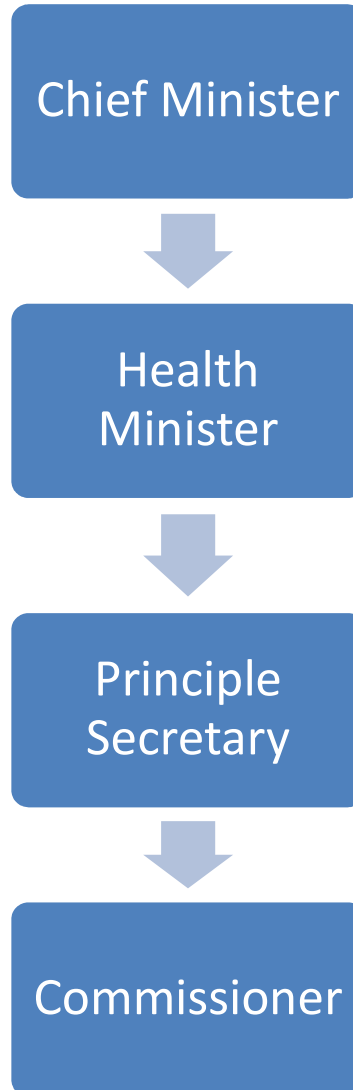 Chief Minister
Health
Minister
Principle
Secretary
Commissioner